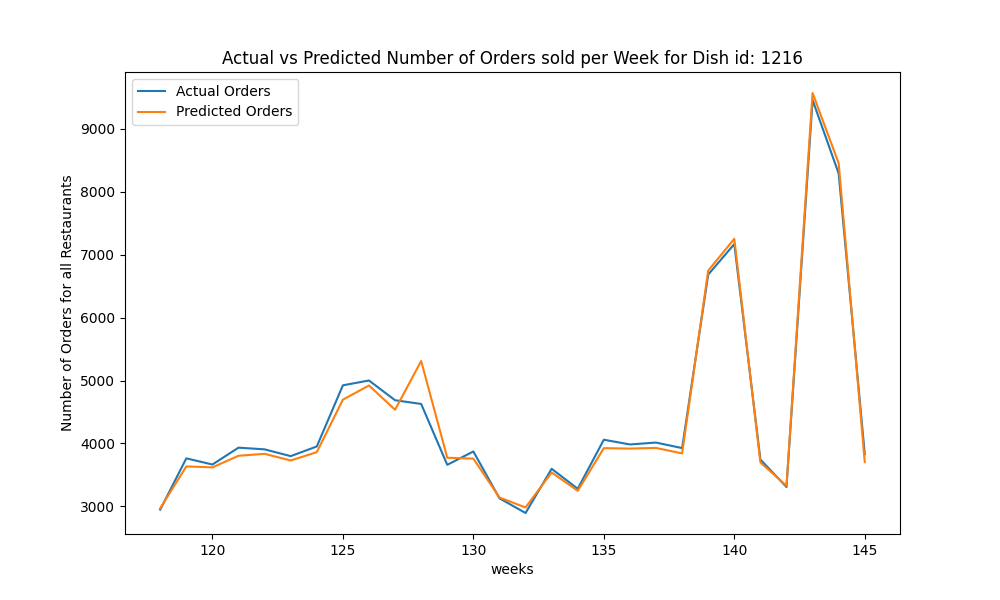 Actual vs Predicted Number of Orders sold per Week for Dish id: 1216
Actual Orders
Predicted Orders
Number of Orders for all Restaurants
9000
8000
7000
6000
5000
4000
3000
120 125 130 135 140 145
weeks